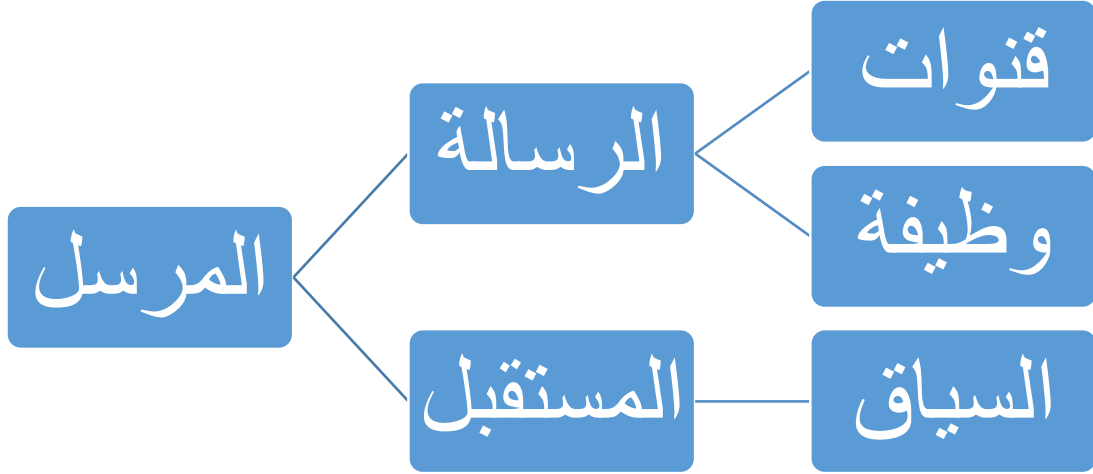 المرسل
الرسالة
قنوات
وظيفة
المستقبل
السياق